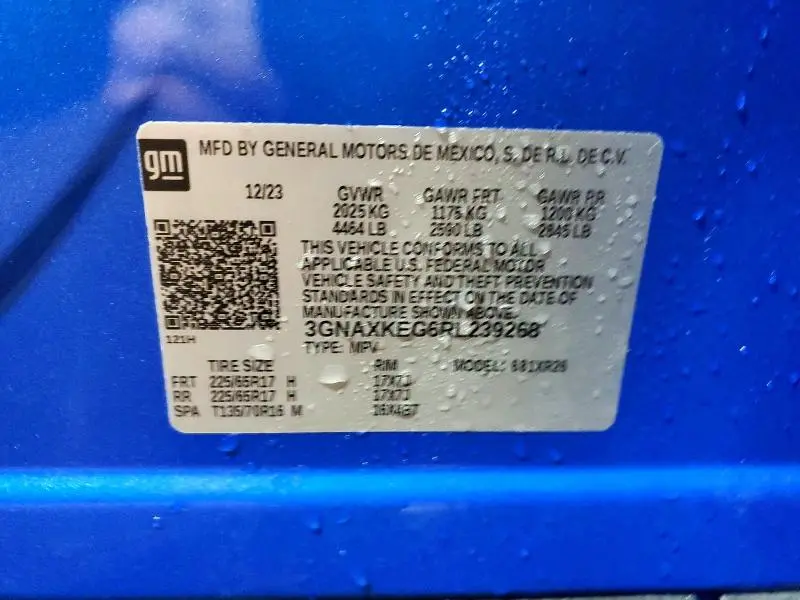 gm
MFD BY GENERAL MOTORS DE MEXICO, S. DE R.L. DE C.V.
12/23 GVWR GAWR FRT GAWR RR
2025 KG 1175 KG 1200 KG
4464 LB 2590 LB 2645 LB
THIS VEHICLE CONFORMS TO ALL
APPLICABLE U.S. FEDERAL MOTOR
VEHICLE SAFETY AND THEFT PREVENTION
STANDARDS IN EFFECT ON THE DATE OF
MANUFACTURE SHOWN ABOVE.
3GNAXKEG6RL239268
121H
TYPE: MPV
TIRE SIZE RIM MODEL:
FRT 225/65R17 H 17X7J
RR 225/65R17 H 17X7J
SPA T135/70R16 M 16X4BT